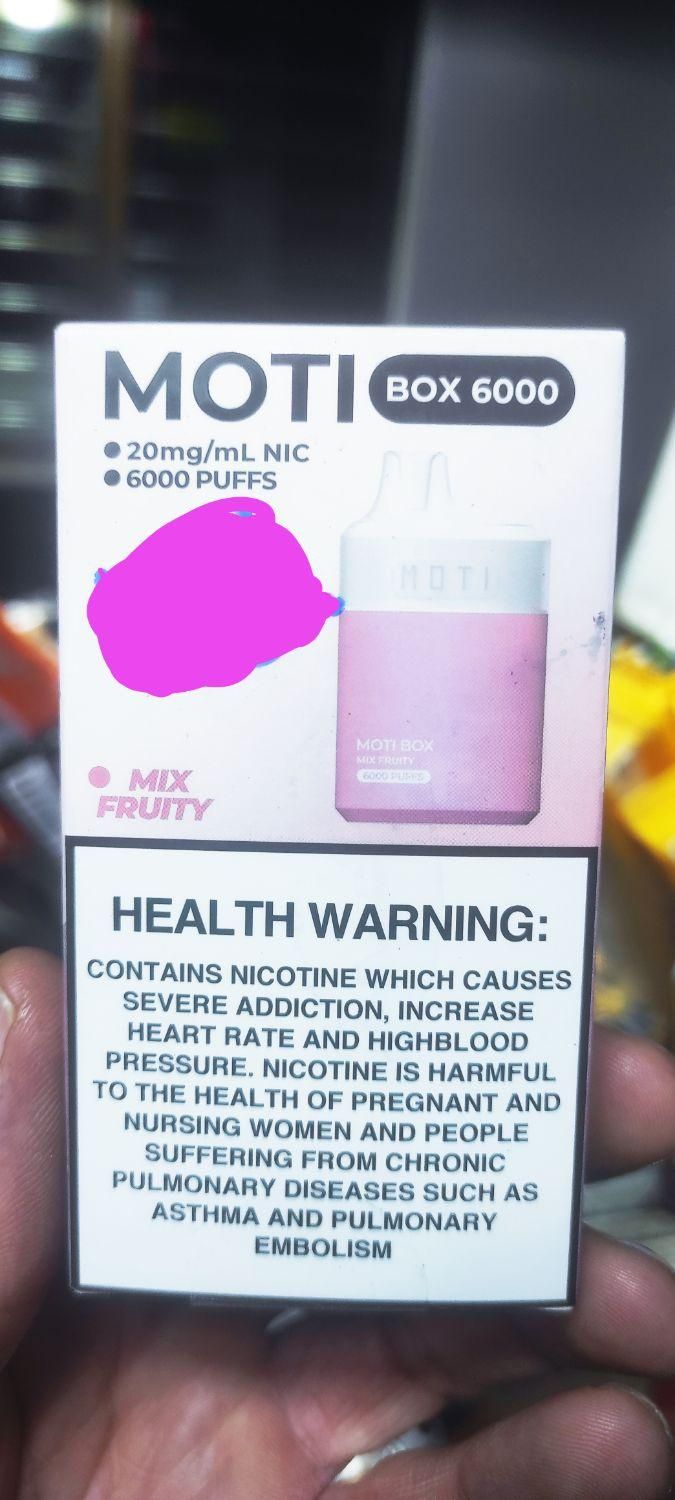 MOTI BOX 6000
20mg/mL NIC
6000 PUFFS
MOTI
MOTI BOX
MIX FRUITY
6000 PUFFS
MIX
FRUITY
HEALTH WARNING:
CONTAINS NICOTINE WHICH CAUSES
SEVERE ADDICTION, INCREASE
HEART RATE AND HIGHBLOOD
PRESSURE. NICOTINE IS HARMFUL
TO THE HEALTH OF PREGNANT AND
NURSING WOMEN AND PEOPLE
SUFFERING FROM CHRONIC
PULMONARY DISEASES SUCH AS
ASTHMA AND PULMONARY
EMBOLISM